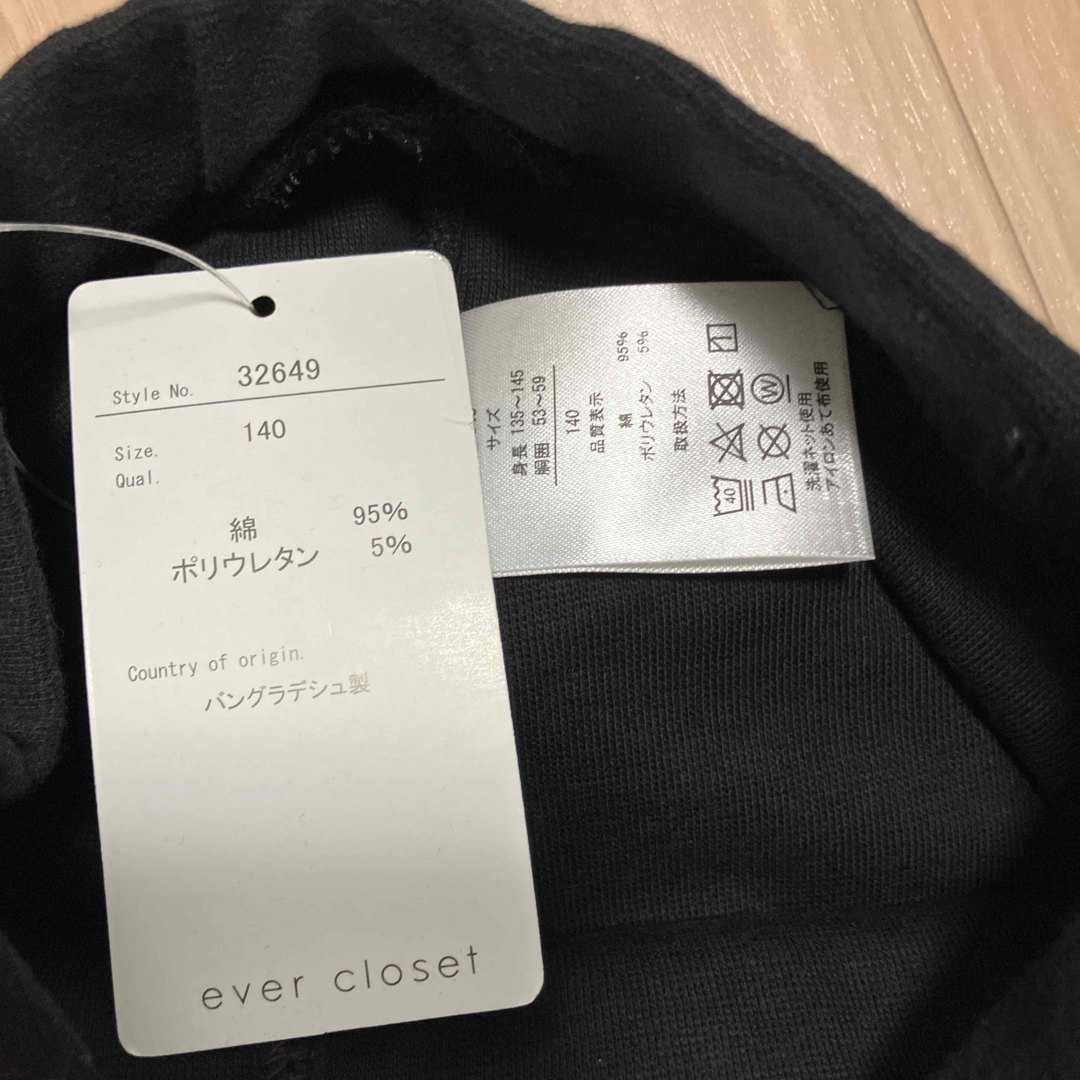 Style No. 32649
Size. 140
Qual.
綿 95%
ポリウレタン 5%
Country of origin.
バングラデシュ製
ever closet
サイズ
身長 135～145
胴囲 53～59
140
品質表示
綿 95%
ポリウレタン 5%
取扱方法
40
W
洗濯ネット使用
アイロンあて布使用